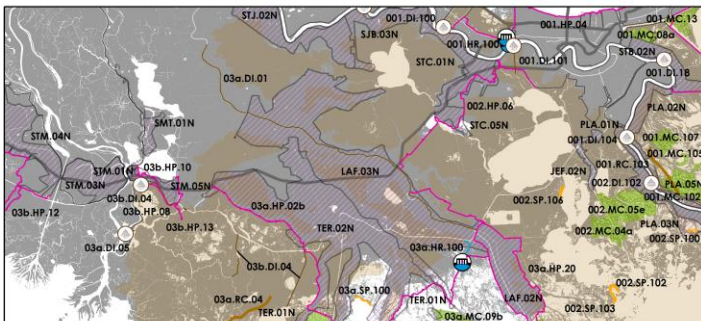 STJ.02N
001.DI.100
001.HP.04
001.MC.13
001.MC.08a
SJB.03N
001.HR.100
STB.02N
001.DI.101
STC.01N
001.DI.18
03a.DI.01
002.HP.06
PLA.02N
SMT.01N
STC.05N
PLA.01N
STM.04N
001.DI.104
001.MC.107
001.MC.105
001.RC.103
STM.01N
03b.HP.10
LAF.03N
JEF.02N
002.DI.102
PLA.05N
STM.03N
STM.05N
001.MC.102
03b.DI.04
002.SP.106
002.MC.05e
03b.HP.12
03b.HP.08
03b.HP.13
03a.HP.02b
PLA.03N
002.MC.04a
002.SP.100
03a.DI.05
TER.02N
03a.HR.100
03b.DI.04
03a.HP.20
002.SP.102
03a.RC.04
03a.SP.100
TER.01N
LAF.02N
TER.01N
002.SP.103
03a.MC.09b